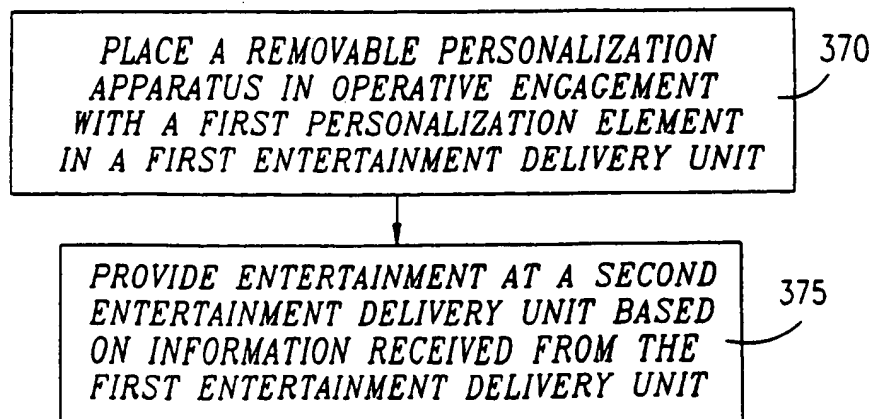 PLACE A REMOVABLE PERSONALIZATION
APPARATUS IN OPERATIVE ENGAGEMENT
WITH A FIRST PERSONALIZATION ELEMENT
IN A FIRST ENTERTAINMENT DELIVERY UNIT
370
PROVIDE ENTERTAINMENT AT A SECOND
ENTERTAINMENT DELIVERY UNIT BASED
ON INFORMATION RECEIVED FROM THE
FIRST ENTERTAINMENT DELIVERY UNIT
375